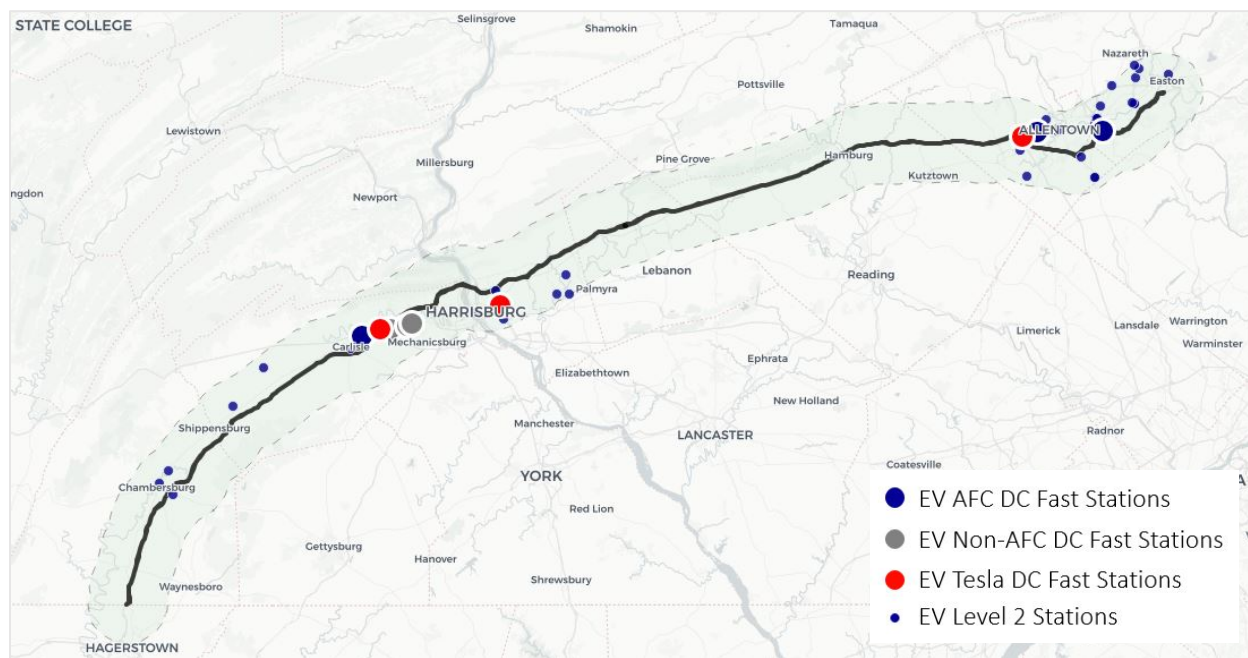 STATE COLLEGE
Selinsgrove
Shamokin
Tamaqua
Nazareth
Easton
Pottsville
Lewistown
ALLENTOWN
Millersburg
Pine Grove
Hamburg
Kutztown
ngdon
Newport
Lebanon
Reading
Palmyra
HARRISBURG
Limerick
Lansdale
Warrington
Warminster
Carlisle
Mechanicsburg
Elizabethtown
Ephrata
New Holland
Shippensburg
Manchester
LANCASTER
Radnor
Coatesville
Chambersburg
YORK
Red Lion
Gettysburg
Hanover
Shrewsbury
Waynesboro
HAGERSTOWN
EV AFC DC Fast Stations
EV Non-AFC DC Fast Stations
EV Tesla DC Fast Stations
EV Level 2 Stations